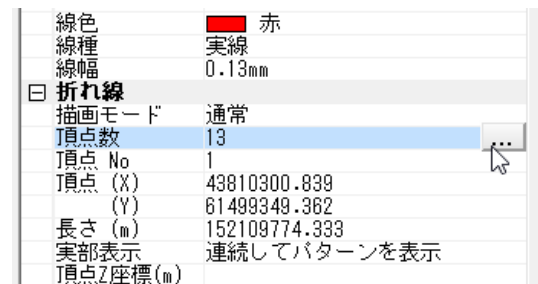 線色 赤
線種 実線
線幅 0.13mm
折れ線
描画モード 通常
頂点数 13 ...
頂点 No 1
頂点 (X) 43810300.839
(Y) 61499349.362
長さ (m) 152109774.333
実部表示 連続してパターンを表示
頂点Z座標(m)